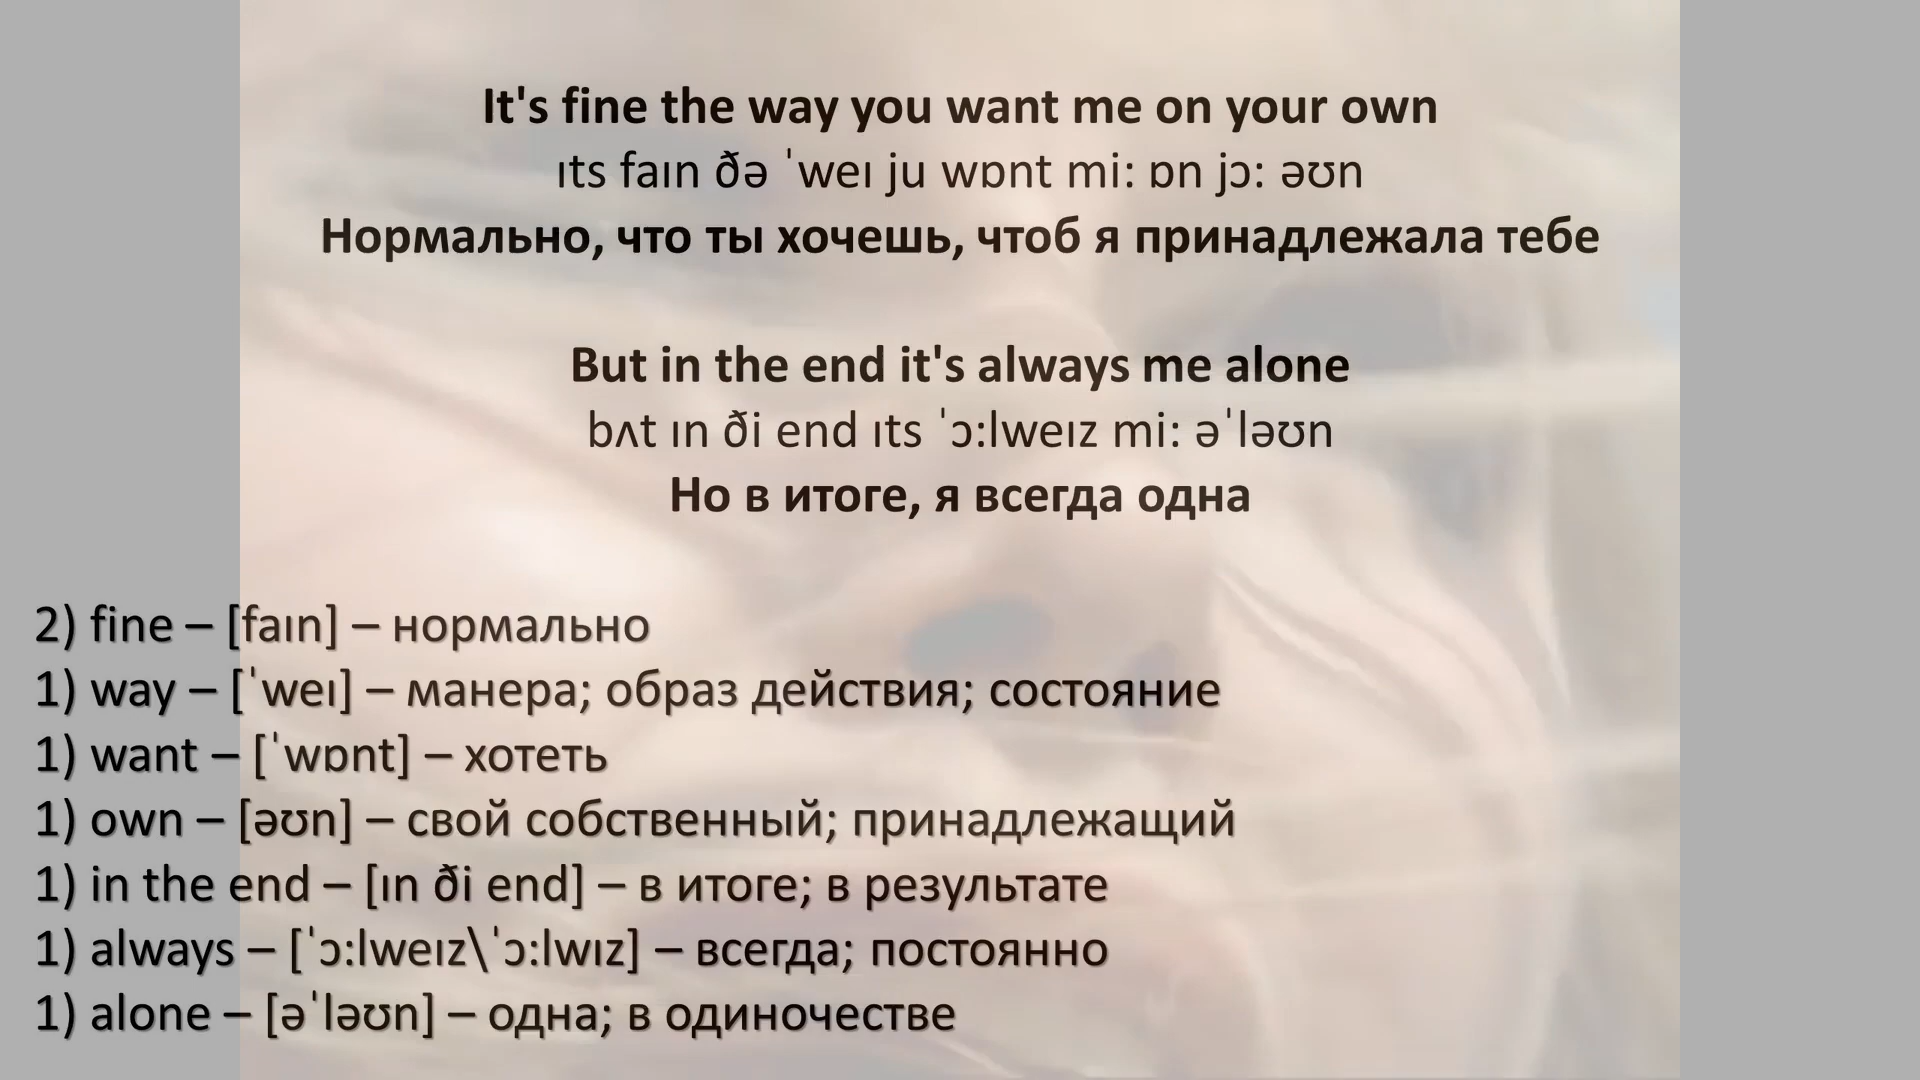 It's fine the way you want me on your own
ɪts faɪn ðə ˈweɪ ju wɒnt mi: ɒn jɔ: əʊn
Нормально, что ты хочешь, чтоб я принадлежала тебе
But in the end it's always me alone
bʌt ɪn ði end ɪts ˈɔ:lweɪz mi: əˈləʊn
Но в итоге, я всегда одна
2) fine – [faɪn] – нормально
1) way – [ˈweɪ] – манера; образ действия; состояние
1) want – [ˈwɒnt] – хотеть
1) own – [əʊn] – свой собственный; принадлежащий
1) in the end – [ɪn ði end] – в итоге; в результате
1) always – [ˈɔ:lweɪz\ˈɔ:lwɪz] – всегда; постоянно
1) alone – [əˈləʊn] – одна; в одиночестве